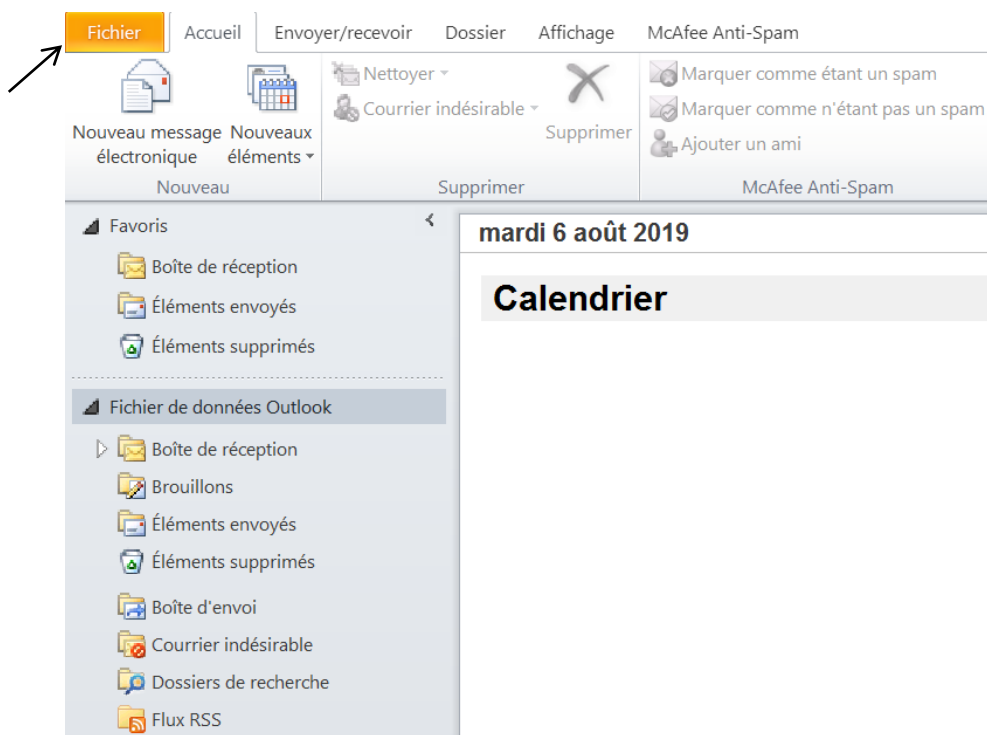 Fichier Accueil Envoyer/recevoir Dossier Affichage McAfee Anti-Spam
Nouveau message électronique
Nouveaux éléments
Nouveau
Nettoyer
Courrier indésirable
Supprimer
Supprimer
Marquer comme étant un spam
Marquer comme n'étant pas un spam
Ajouter un ami
McAfee Anti-Spam
Favoris
Boîte de réception
Éléments envoyés
Éléments supprimés
Fichier de données Outlook
Boîte de réception
Brouillons
Éléments envoyés
Éléments supprimés
Boîte d'envoi
Courrier indésirable
Dossiers de recherche
Flux RSS
mardi 6 août 2019
Calendrier